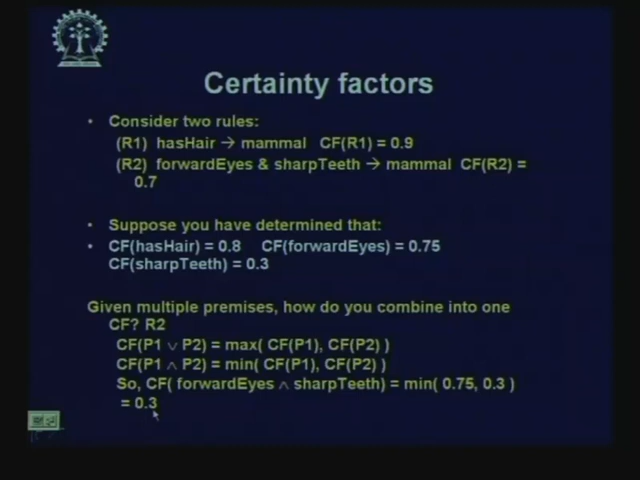 Certainty factors
• Consider two rules:
(R1) hasHair → mammal CF(R1) = 0.9
(R2) forwardEyes & sharpTeeth → mammal CF(R2) =
0.7
• Suppose you have determined that:
• CF(hasHair) = 0.8 CF(forwardEyes) = 0.75
CF(sharpTeeth) = 0.3
Given multiple premises, how do you combine into one
CF? R2
CF(P1 ∨ P2) = max( CF(P1), CF(P2) )
CF(P1 ∧ P2) = min( CF(P1), CF(P2) )
So, CF( forwardEyes ∧ sharpTeeth) = min( 0.75, 0.3 )
= 0.3